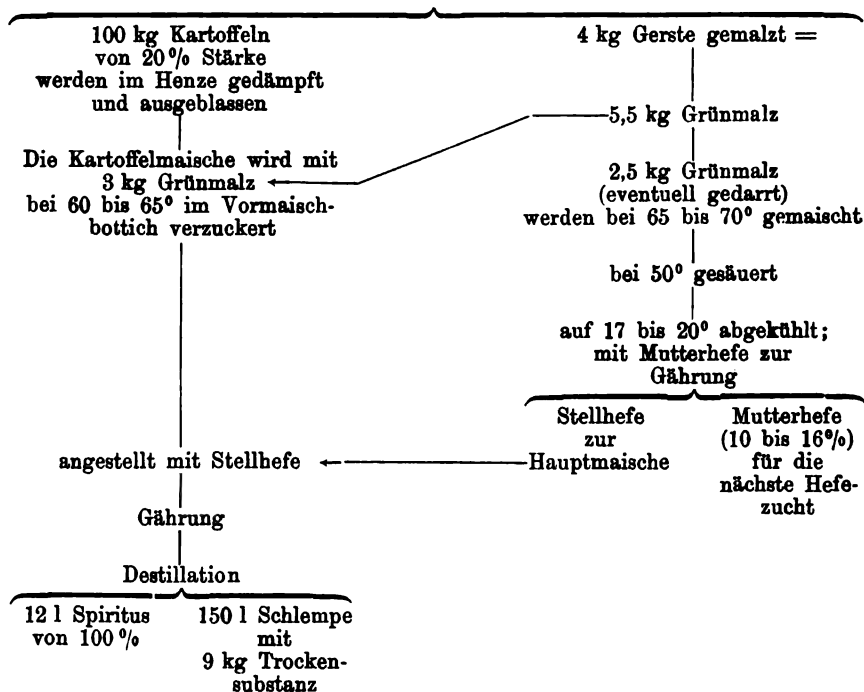 100 kg Kartoffeln
von 20% Stärke
werden im Henze gedämpft
und ausgeblassen
Die Kartoffelmaische wird mit
3 kg Grünmalz
bei 60 bis 65° im Vormaisch-
bottich verzuckert
4 kg Gerste gemalzt =
5,5 kg Grünmalz
2,5 kg Grünmalz
(eventuell gedarrt)
werden bei 65 bis 70° gemaischt
bei 50° gesäuert
auf 17 bis 20° abgekühlt;
mit Mutterhefe zur
Gährung
Stellhefe
zur
Hauptmaische
Mutterhefe
(10 bis 16%)
für die
nächste Hefe-
zucht
angestellt mit Stellhefe
Gährung
Destillation
12 l Spiritus
von 100%
150 l Schlempe
mit
9 kg Trocken-
substanz